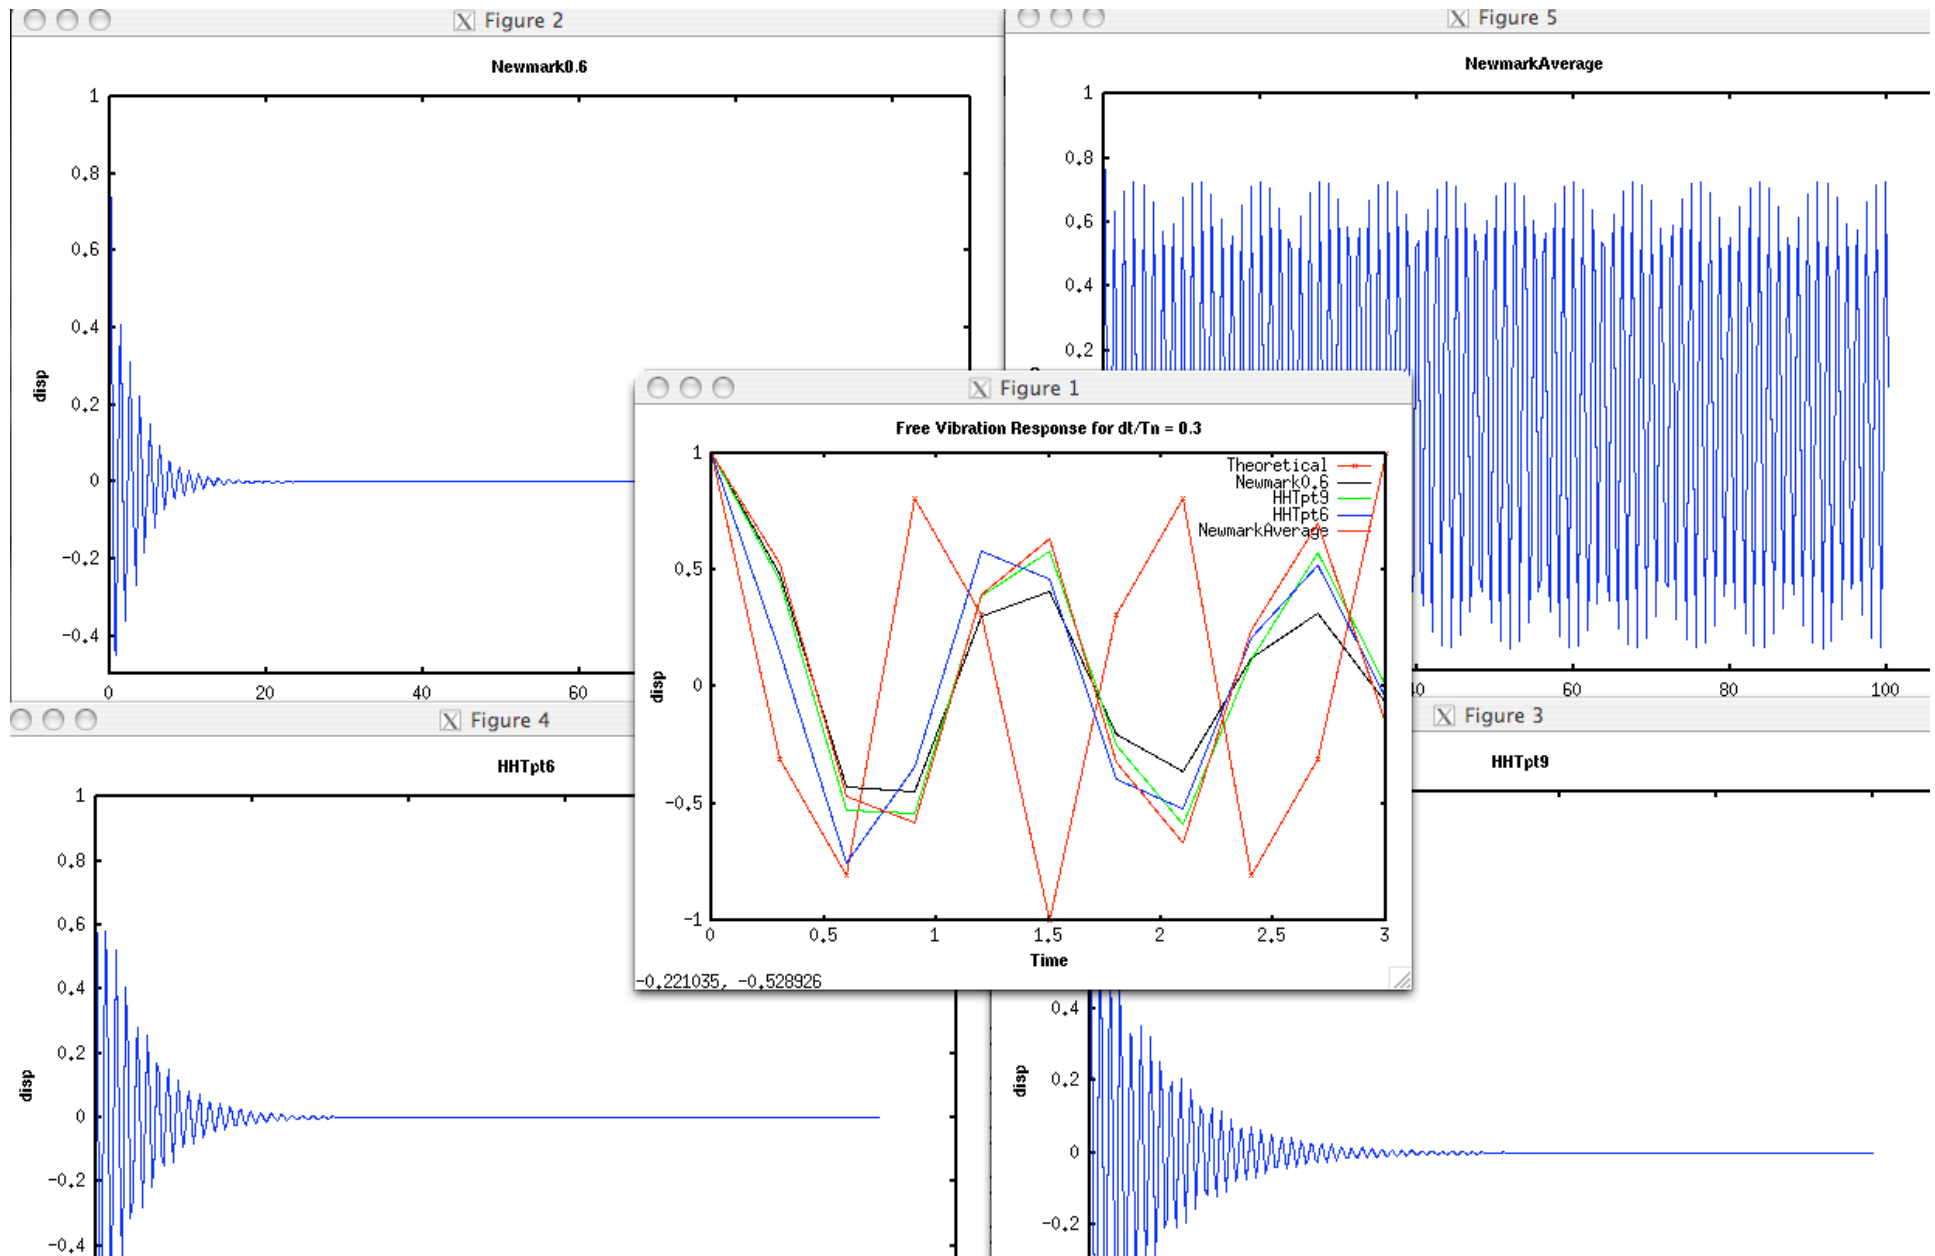 Figure 2
Newmark0.6
1
0.8
0.6
0.4
0.2
0
-0.2
-0.4
disp
0
20
40
60
Figure 5
NewmarkAverage
1
0.8
0.6
0.4
0.2
60
80
100
Figure 1
Free Vibration Response for dt/Tn = 0.3
Theoretical
Newmark0.6
HHTpt9
HHTpt6
NewmarkAverage
1
0.5
0
-0.5
-1
disp
0
0.5
1
1.5
2
2.5
3
Time
-0.221035, -0.528926
Figure 4
HHTpt6
1
0.8
0.6
0.4
0.2
0
-0.2
-0.4
disp
Figure 3
HHTpt9
0.4
0.2
0
-0.2
disp